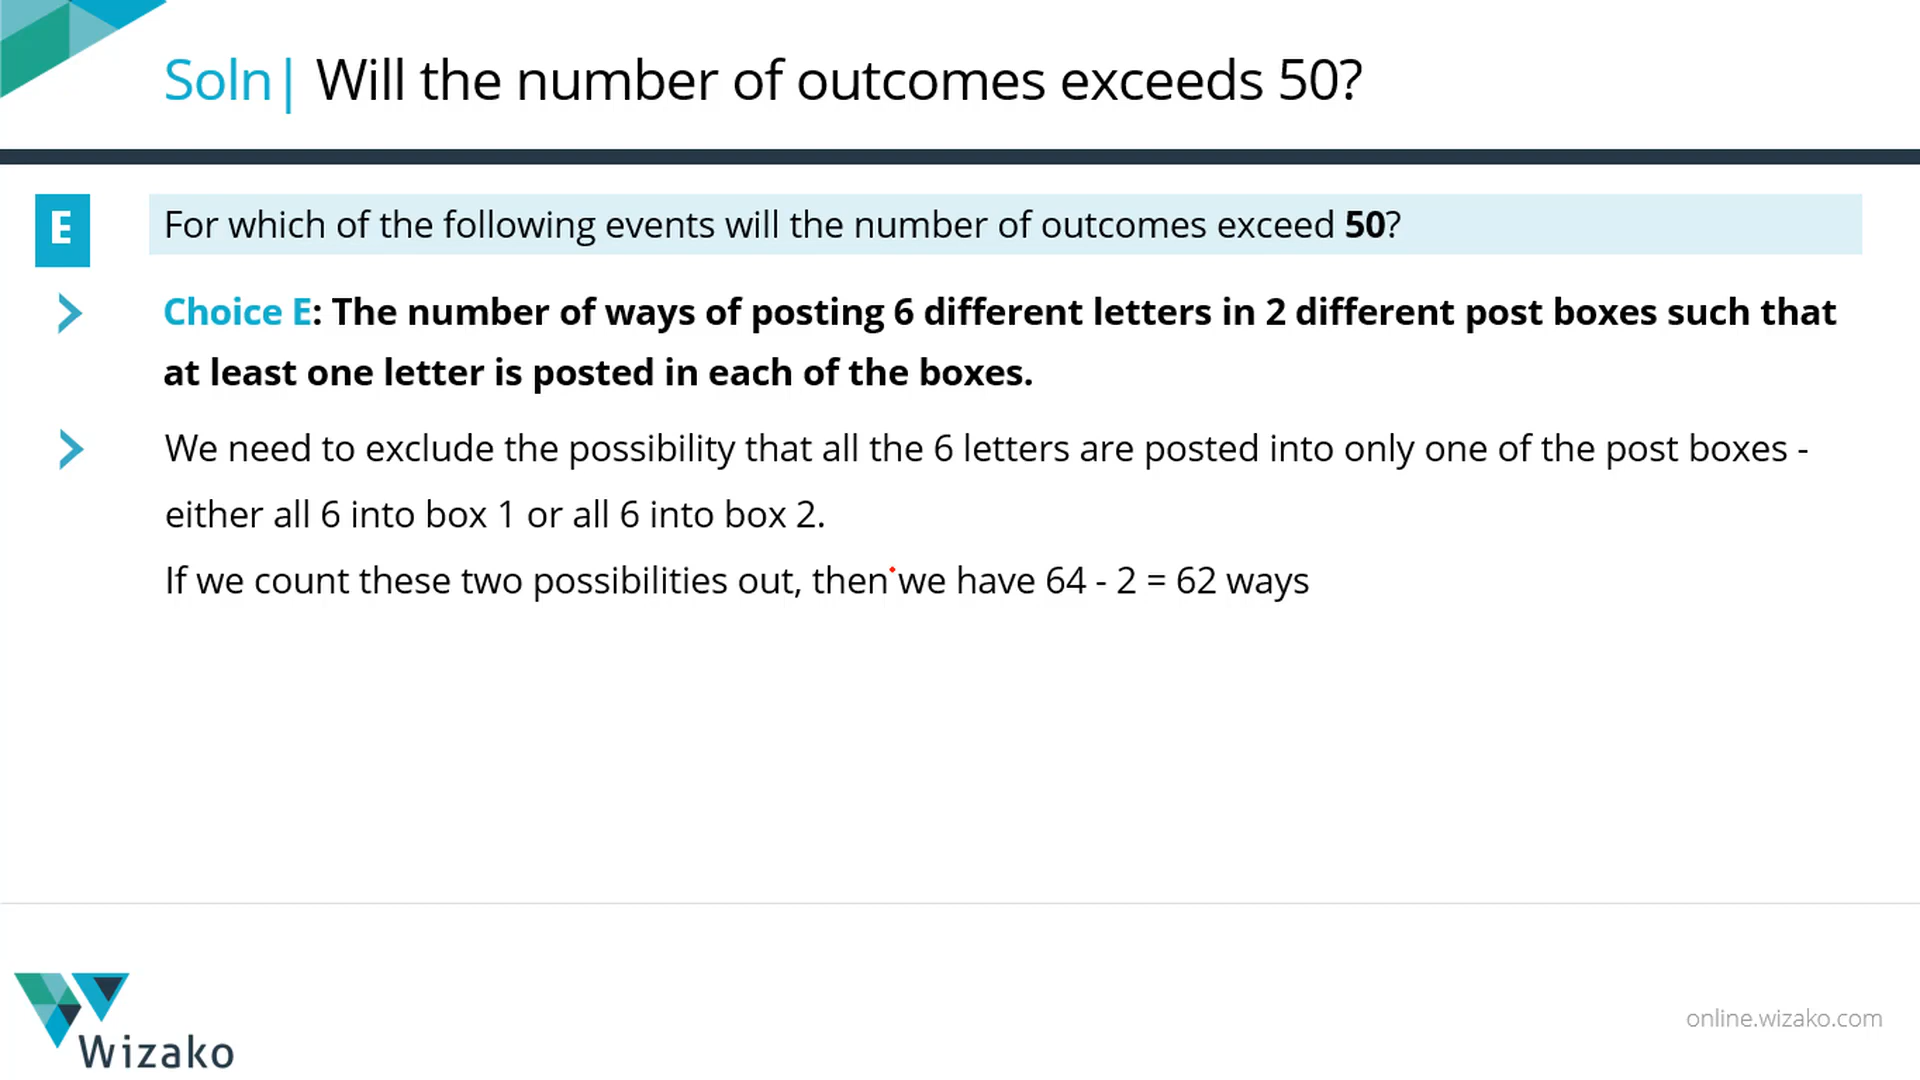 Soln| Will the number of outcomes exceeds 50?
E
For which of the following events will the number of outcomes exceed 50?
Choice E: The number of ways of posting 6 different letters in 2 different post boxes such that
at least one letter is posted in each of the boxes.
We need to exclude the possibility that all the 6 letters are posted into only one of the post boxes -
either all 6 into box 1 or all 6 into box 2.
If we count these two possibilities out, then we have 64 - 2 = 62 ways
Wizako
online.wizako.com